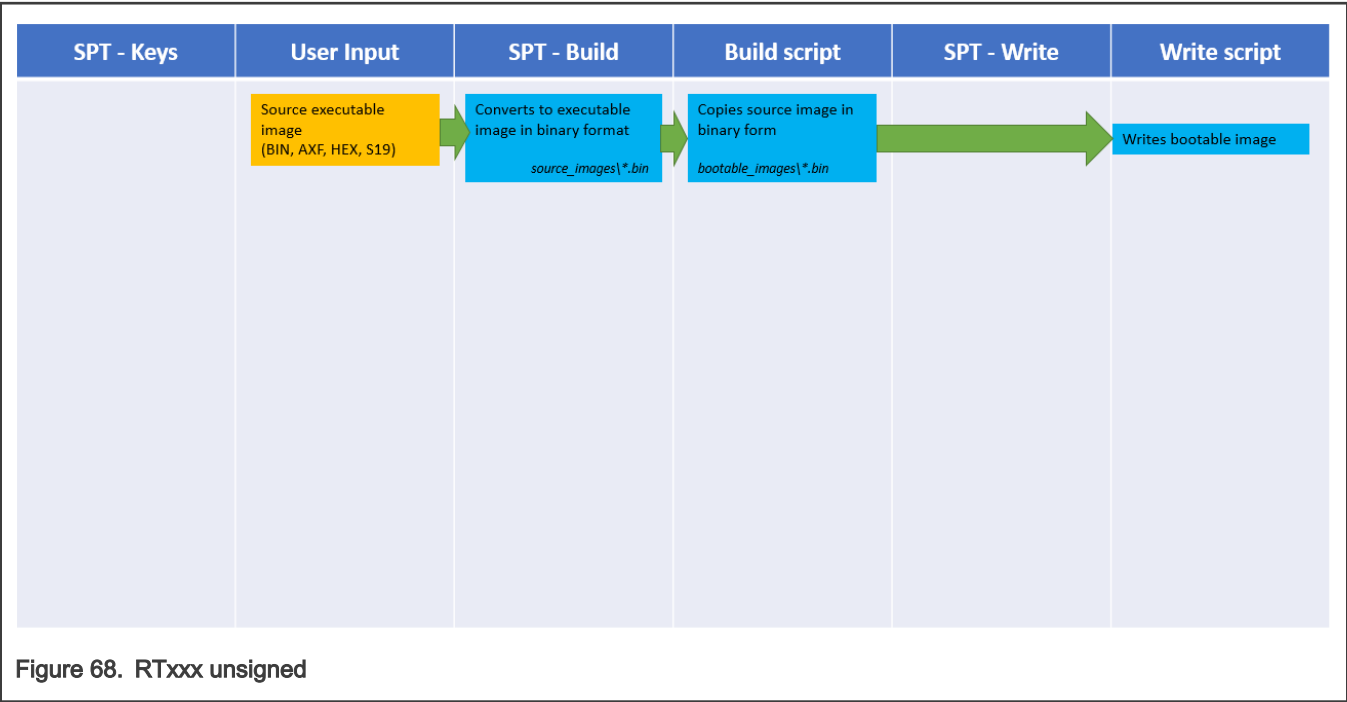 SPT - Keys
User Input
SPT - Build
Build script
SPT - Write
Write script
Source executable
image
(BIN, AXF, HEX, S19)
Converts to executable
image in binary format
source_images\*.bin
Copies source image in
binary form
bootable_images\*.bin
Writes bootable image
Figure 68. RTxxx unsigned